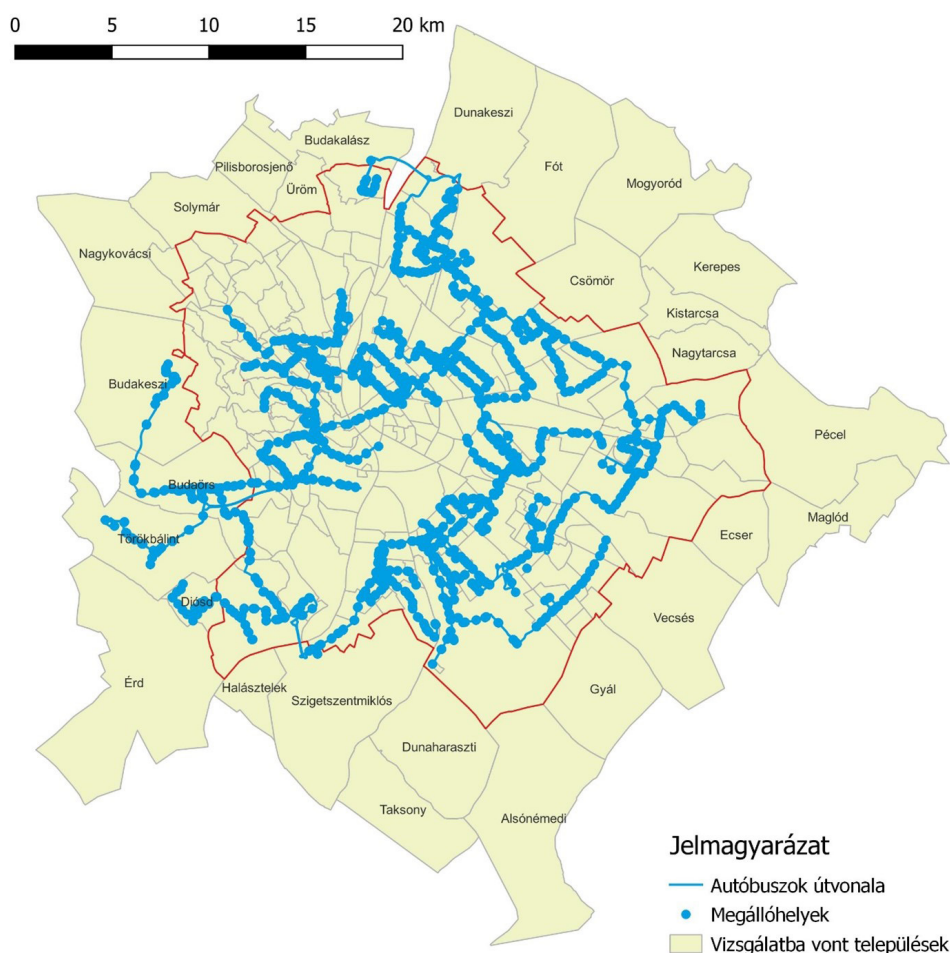 0 5 10 15 20 km
Dunakeszi
Budakalász
Fót
Pilisborosjenő
Üröm
Mogyoród
Solymár
Nagykovácsi
Kerepes
Csömör
Kistarcsa
Nagytarcsa
Budakeszi
Pécel
Budaörs
Maglód
Törökbálint
Ecser
Diósd
Vecsés
Érd
Halásztelek
Gyál
Szigetszentmiklós
Dunaharaszti
Taksony
Alsónémedi
Jelmagyarázat
Autóbuszok útvonala
Megállóhelyek
Vizsgálatba vont települések